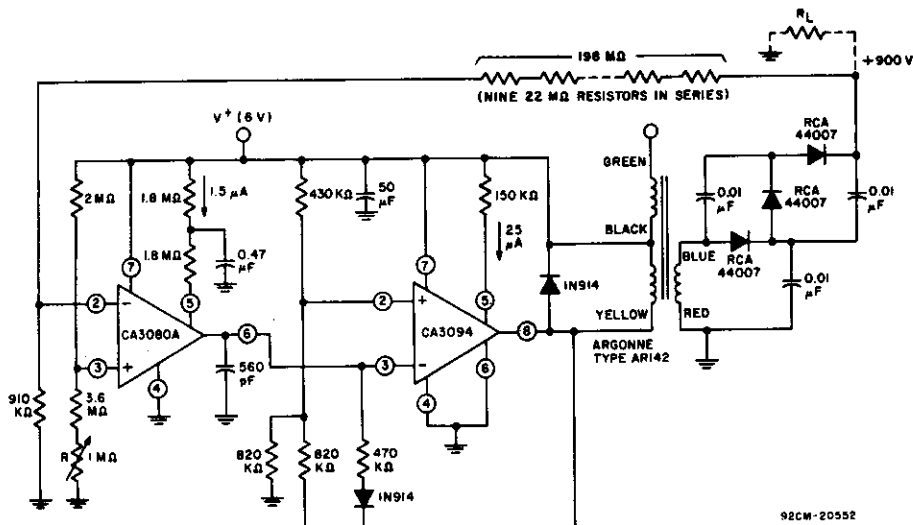 R_L
198 MΩ
+900 V
(NINE 22 MΩ RESISTORS IN SERIES)
V+ (6 V)
RCA
44007
GREEN
2 MΩ
1.8 MΩ
1.5 μA
430 KΩ
50
μF
150 KΩ
0.01
μF
RCA
44007
0.01
μF
BLACK
25
μA
1.8 MΩ
0.47
μF
BLUE
RCA
44007
7
7
5
1N914
0.01
μF
2
−
5
2
+
CA3080A
6
CA3094
8
YELLOW
RED
3
+
560
pF
3
−
6
ARGONNE
TYPE AR142
4
4
910
KΩ
3.6
MΩ
R
1 MΩ
820
KΩ
820
KΩ
470
KΩ
1N914
92CM-20552